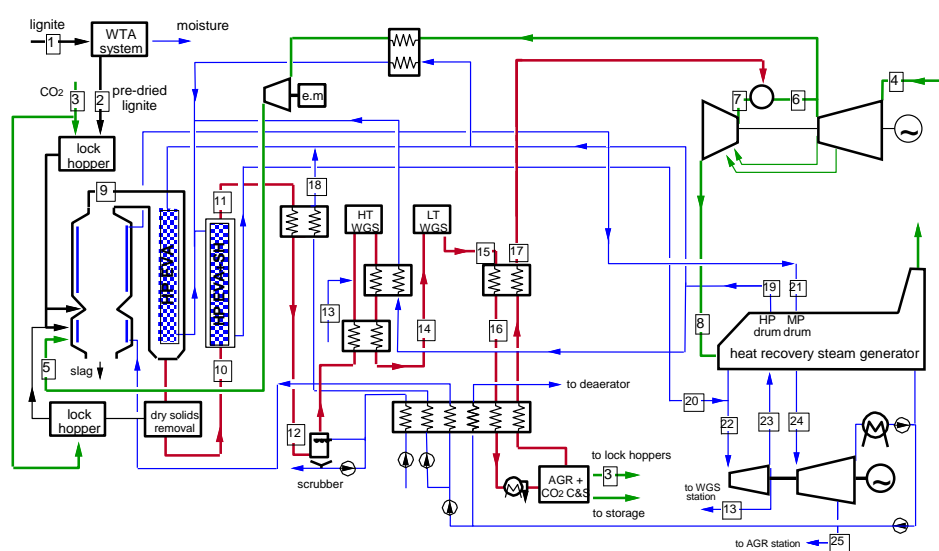 lignite
1
WTA
system
moisture
CO2
3
2
pre-dried
lignite
lock
hopper
e.m
7
6
4
9
11
18
HT
WGS
LT
WGS
15
17
13
14
16
8
19
21
HP
drum
MP
drum
heat recovery steam generator
5
slag
10
lock
hopper
dry solids
removal
12
scrubber
to deaerator
20
22
23
24
AGR +
CO2 C&S
3
to lock hoppers
to storage
to WGS
station
13
to AGR station
25